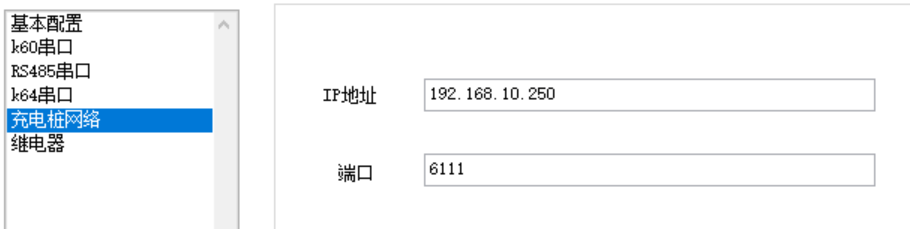 基本配置
k60串口
RS485串口
k64串口
充电桩网络
继电器
IP地址
192.168.10.250
端口
6111